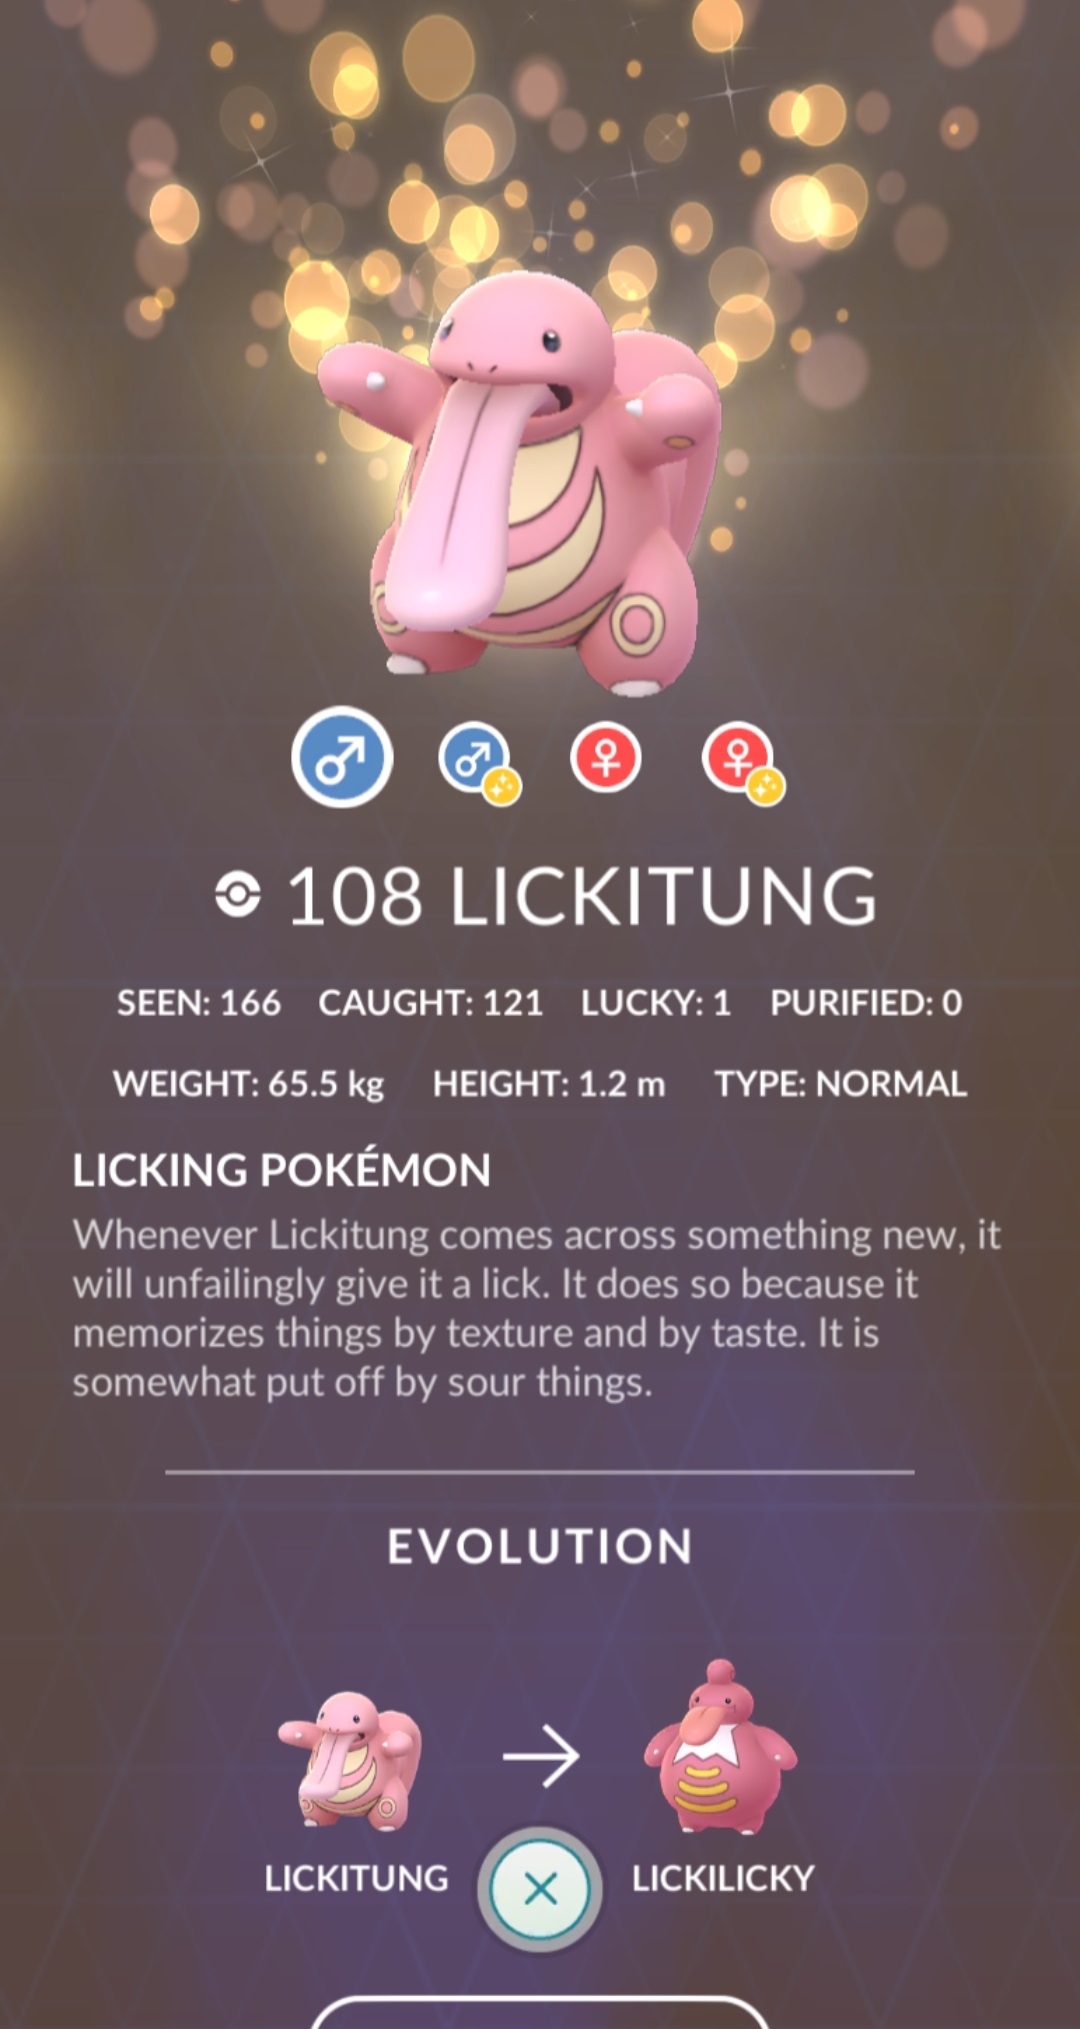 108 LICKITUNG
SEEN: 166 CAUGHT: 121 LUCKY: 1 PURIFIED: 0
WEIGHT: 65.5 kg HEIGHT: 1.2 m TYPE: NORMAL
LICKING POKÉMON
Whenever Lickitung comes across something new, it
will unfailingly give it a lick. It does so because it
memorizes things by texture and by taste. It is
somewhat put off by sour things.
EVOLUTION
LICKITUNG LICKILICKY